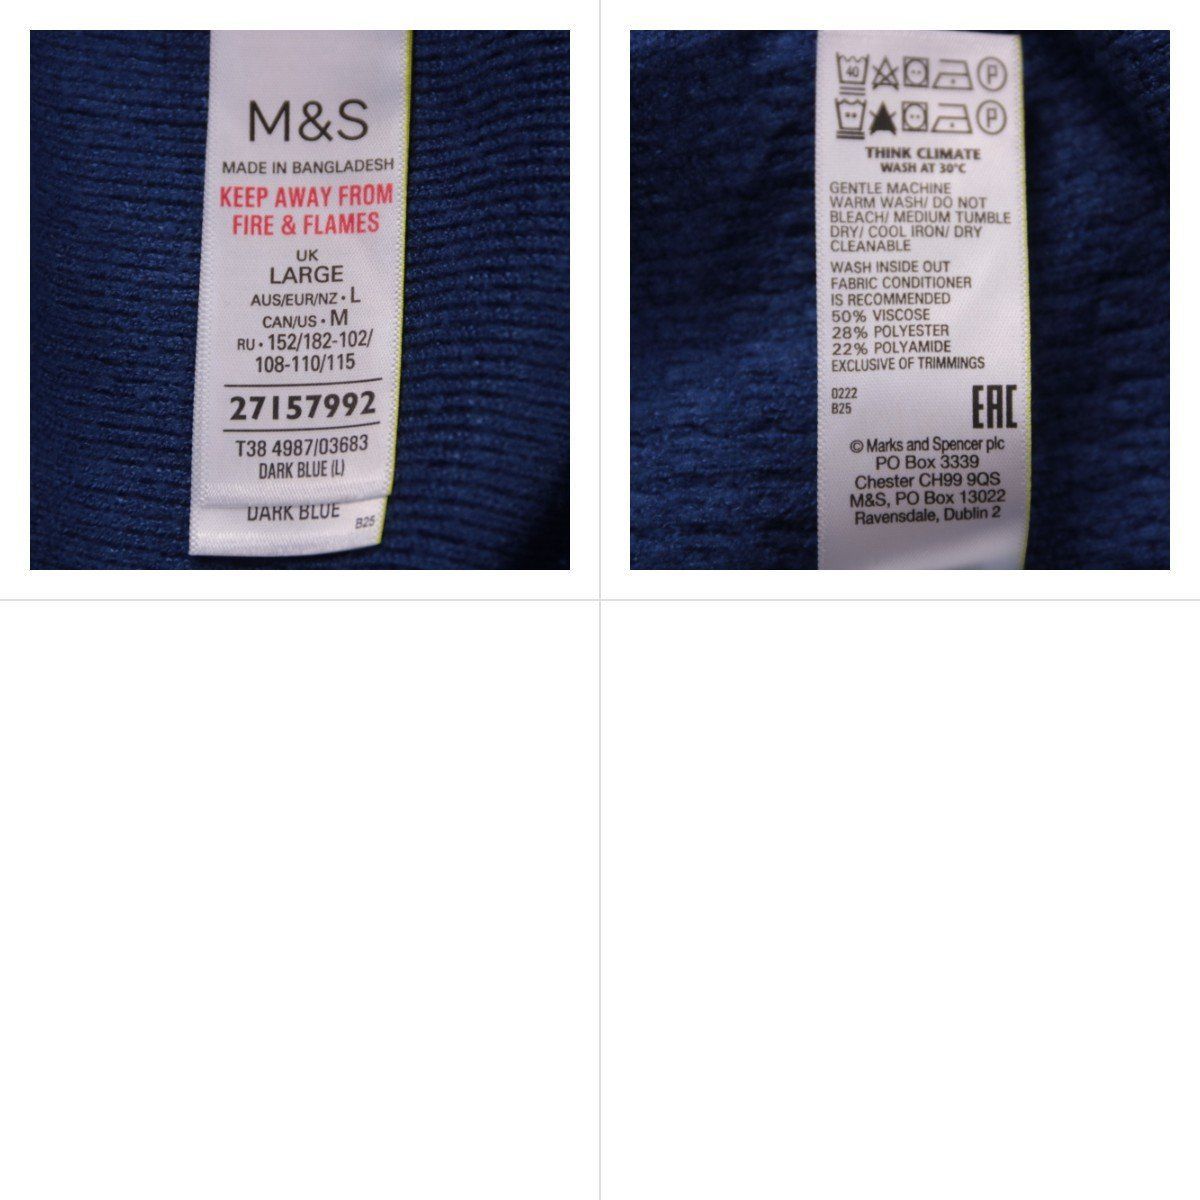 M&S
MADE IN BANGLADESH
KEEP AWAY FROM
FIRE & FLAMES
UK
LARGE
AUS/EUR/NZ • L
CAN/US • M
RU • 152/182-102/
108-110/115
27157992
T38 4987/03683
DARK BLUE (L)
DARK BLUE
B25
40
P
P
THINK CLIMATE
WASH AT 30°C
GENTLE MACHINE
WARM WASH/ DO NOT
BLEACH/ MEDIUM TUMBLE
DRY/ COOL IRON/ DRY
CLEANABLE
WASH INSIDE OUT
FABRIC CONDITIONER
IS RECOMMENDED
50% VISCOSE
28% POLYESTER
22% POLYAMIDE
EXCLUSIVE OF TRIMMINGS
0222
B25
EAC
© Marks and Spencer plc
PO Box 3339
Chester CH99 9QS
M&S, PO Box 13022
Ravensdale, Dublin 2